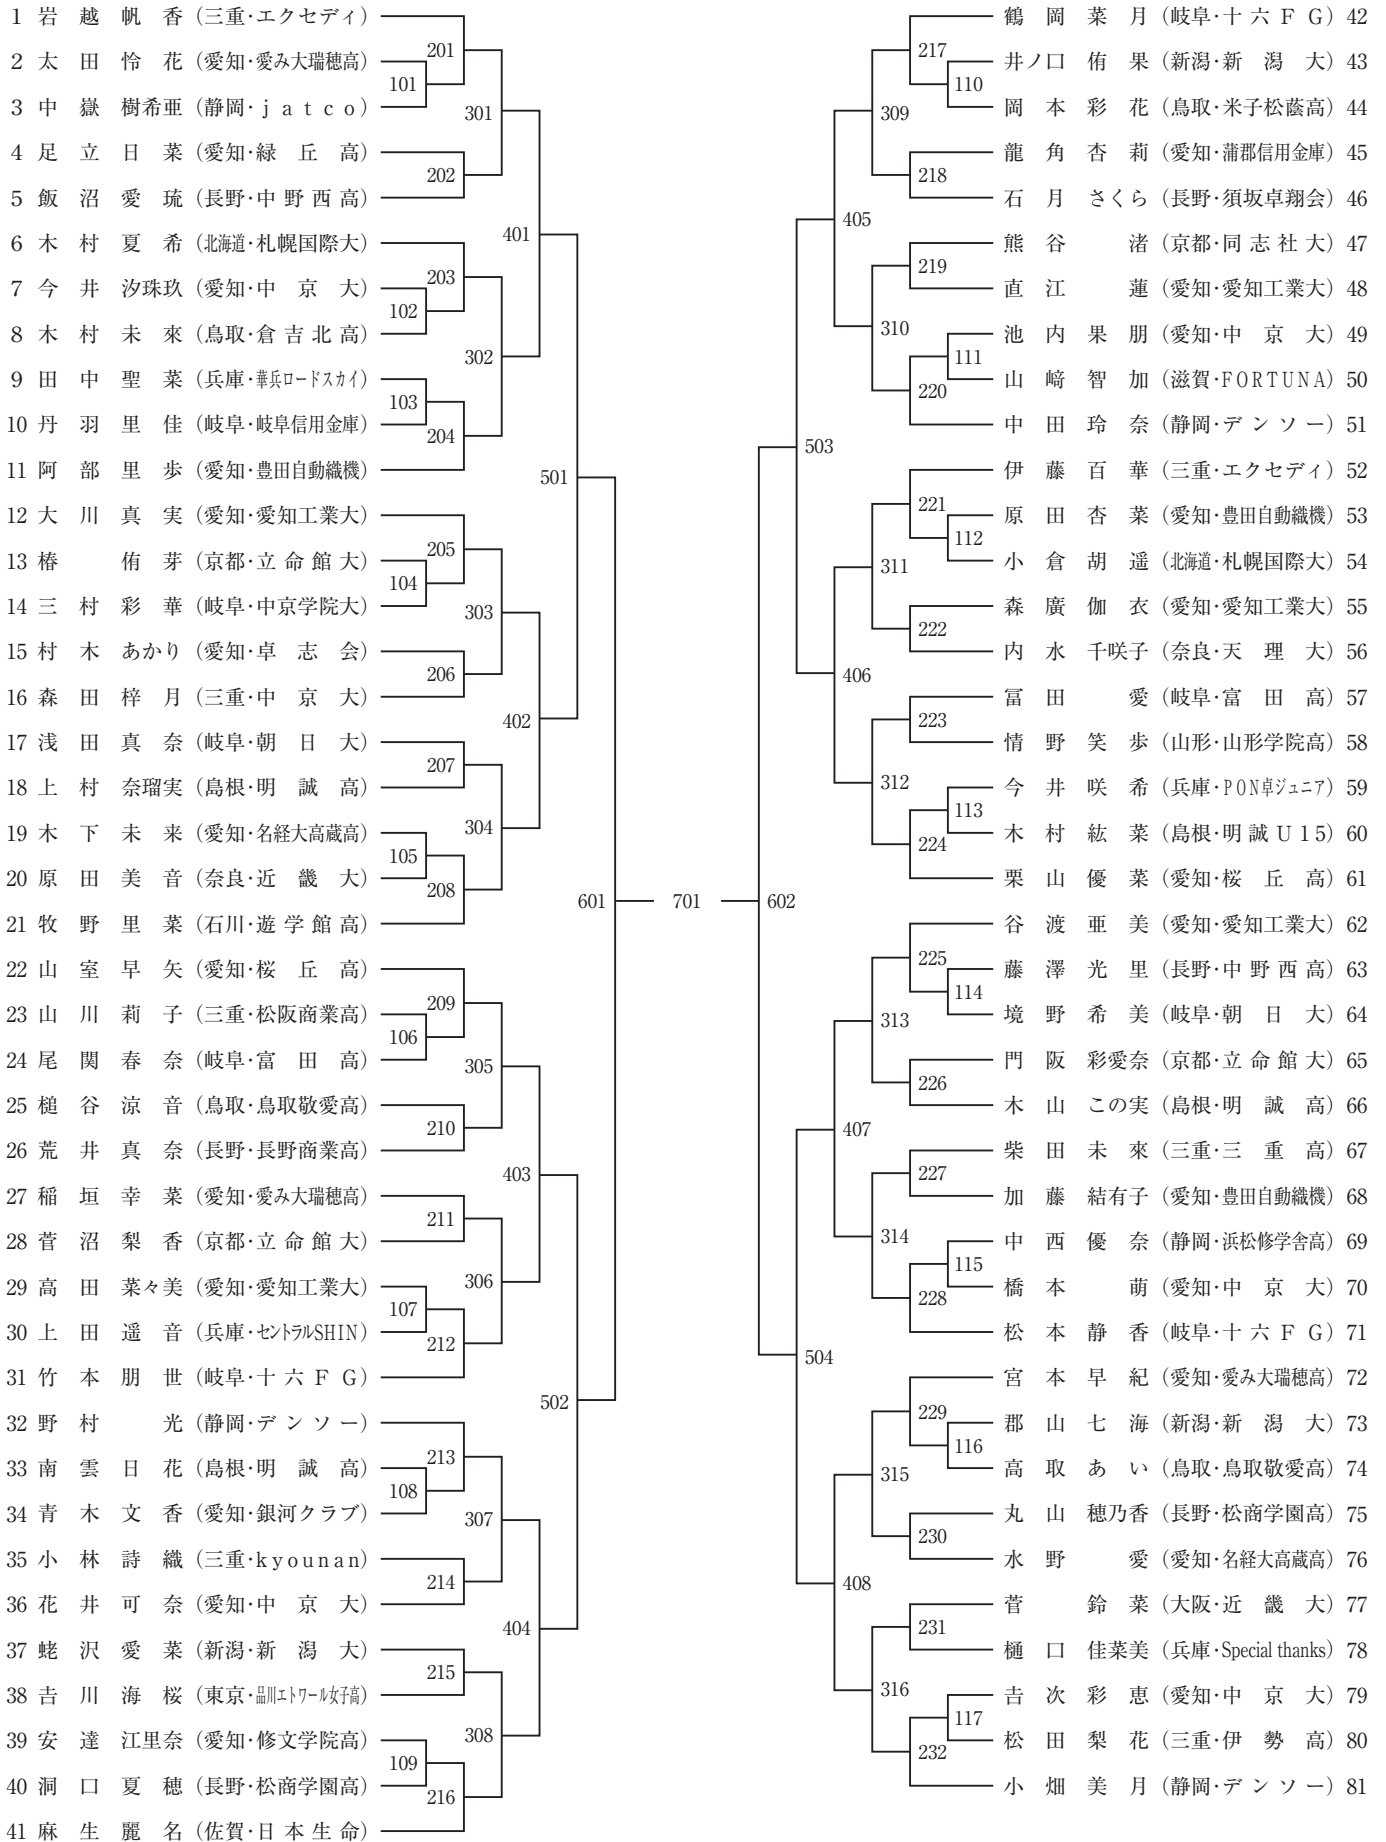 1 岩越帆香 (三重・エクセディ)
2 太田怜花 (愛知・愛み大瑞穂高)
3 中嶽樹希亜 (静岡・jatco)
4 足立日菜 (愛知・緑丘高)
5 飯沼愛琉 (長野・中野西高)
6 木村夏希 (北海道・札幌国際大)
7 今井汐珠玖 (愛知・中京大)
8 木村未來 (鳥取・倉吉北高)
9 田中聖菜 (兵庫・華兵ロードスカイ)
10 丹羽里佳 (岐阜・岐阜信用金庫)
11 阿部里歩 (愛知・豊田自動織機)
12 大川真実 (愛知・愛知工業大)
13 椿侑芽 (京都・立命館大)
14 三村彩華 (岐阜・中京学院大)
15 村木あかり (愛知・卓志会)
16 森田梓月 (三重・中京大)
17 浅田真奈 (岐阜・朝日大)
18 上村奈瑠実 (島根・明誠高)
19 木下未来 (愛知・名経大高蔵高)
20 原田美音 (奈良・近畿大)
21 牧野里菜 (石川・遊学館高)
22 山室早矢 (愛知・桜丘高)
23 山川莉子 (三重・松阪商業高)
24 尾関春奈 (岐阜・富田高)
25 槌谷涼音 (鳥取・鳥取敬愛高)
26 荒井真奈 (長野・長野商業高)
27 稲垣幸菜 (愛知・愛み大瑞穂高)
28 菅沼梨香 (京都・立命館大)
29 高田菜々美 (愛知・愛知工業大)
30 上田遥音 (兵庫・セントラルSHIN)
31 竹本朋世 (岐阜・十六FG)
32 野村光 (静岡・デンソー)
33 南雲日花 (島根・明誠高)
34 青木文香 (愛知・銀河クラブ)
35 小林詩織 (三重・kyounan)
36 花井可奈 (愛知・中京大)
37 蛯沢愛菜 (新潟・新潟大)
38 𠮷川海桜 (東京・品川エトワール女子高)
39 安達江里奈 (愛知・修文学院高)
40 洞口夏穂 (長野・松商学園高)
41 麻生麗名 (佐賀・日本生命)
101
102
103
104
105
106
107
108
109
201
202
203
204
205
206
207
208
209
210
211
212
213
214
215
216
301
302
303
304
305
306
307
308
401
402
403
404
501
502
601
701
602
503
504
405
406
407
408
309
310
311
312
313
314
315
316
217
218
219
220
221
222
223
224
225
226
227
228
229
230
231
232
110
111
112
113
114
115
116
117
鶴岡菜月 (岐阜・十六FG) 42
井ノ口侑果 (新潟・新潟大) 43
岡本彩花 (鳥取・米子松蔭高) 44
龍角杏莉 (愛知・蒲郡信用金庫) 45
石月さくら (長野・須坂卓翔会) 46
熊谷渚 (京都・同志社大) 47
直江蓮 (愛知・愛知工業大) 48
池内果朋 (愛知・中京大) 49
山﨑智加 (滋賀・FORTUNA) 50
中田玲奈 (静岡・デンソー) 51
伊藤百華 (三重・エクセディ) 52
原田杏菜 (愛知・豊田自動織機) 53
小倉胡遥 (北海道・札幌国際大) 54
森廣伽衣 (愛知・愛知工業大) 55
内水千咲子 (奈良・天理大) 56
冨田愛 (岐阜・富田高) 57
情野笑歩 (山形・山形学院高) 58
今井咲希 (兵庫・PON卓ジュニア) 59
木村紘菜 (島根・明誠U15) 60
栗山優菜 (愛知・桜丘高) 61
谷渡亜美 (愛知・愛知工業大) 62
藤澤光里 (長野・中野西高) 63
境野希美 (岐阜・朝日大) 64
門阪彩愛奈 (京都・立命館大) 65
木山この実 (島根・明誠高) 66
柴田未來 (三重・三重高) 67
加藤結有子 (愛知・豊田自動織機) 68
中西優奈 (静岡・浜松修学舎高) 69
橋本萌 (愛知・中京大) 70
松本静香 (岐阜・十六FG) 71
宮本早紀 (愛知・愛み大瑞穂高) 72
郡山七海 (新潟・新潟大) 73
高取あい (鳥取・鳥取敬愛高) 74
丸山穂乃香 (長野・松商学園高) 75
水野愛 (愛知・名経大高蔵高) 76
菅鈴菜 (大阪・近畿大) 77
樋口佳菜美 (兵庫・Special thanks) 78
𠮷次彩恵 (愛知・中京大) 79
松田梨花 (三重・伊勢高) 80
小畑美月 (静岡・デンソー) 81